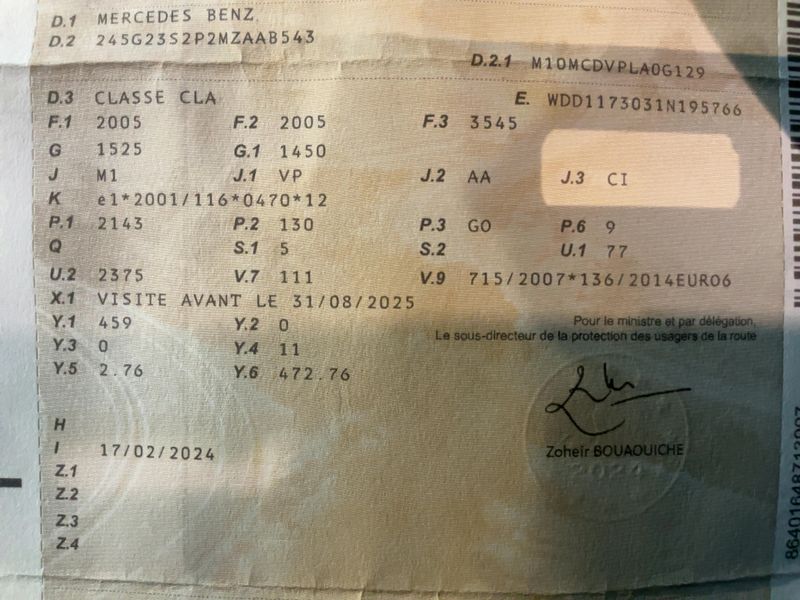 D.1 MERCEDES BENZ
D.2 245G23S2P2MZAAB543
D.2.1 M10MCDVPLA0G129
D.3 CLASSE CLA E. WDD1173031N195766
F.1 2005 F.2 2005 F.3 3545
G 1525 G.1 1450
J M1 J.1 VP J.2 AA J.3 CI
K e1*2001/116*0470*12
P.1 2143 P.2 130 P.3 GO P.6 9
Q S.1 5 S.2 U.1 77
U.2 2375 V.7 111 V.9 715/2007*136/2014EURO6
X.1 VISITE AVANT LE 31/08/2025
Y.1 459 Y.2 0
Y.3 0 Y.4 11
Y.5 2.76 Y.6 472.76
Pour le ministre et par délégation,
Le sous-directeur de la protection des usagers de la route
Zoheir BOUAOUICHE
2024
H
I 17/02/2024
Z.1
Z.2
Z.3
Z.4